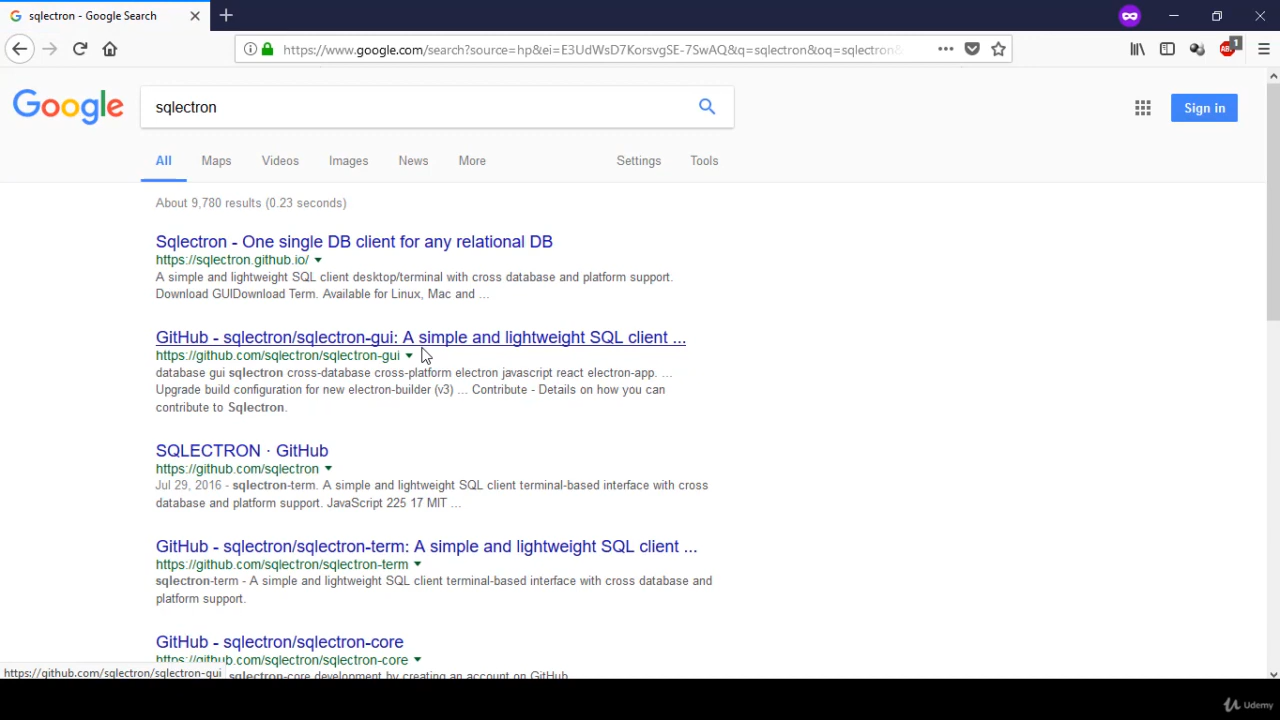 sqlectron - Google Search
https://www.google.com/search?source=hp&ei=E3UdWsD7KorsvgSE-7SwAQ&q=sqlectron&oq=sqlectron&
ABP
1
Google
sqlectron
Sign in
All
Maps
Videos
Images
News
More
Settings
Tools
About 9,780 results (0.23 seconds)
Sqlectron - One single DB client for any relational DB
https://sqlectron.github.io/
A simple and lightweight SQL client desktop/terminal with cross database and platform support.
Download GUIDownload Term. Available for Linux, Mac and ...
GitHub - sqlectron/sqlectron-gui: A simple and lightweight SQL client ...
https://github.com/sqlectron/sqlectron-gui
database gui sqlectron cross-database cross-platform electron javascript react electron-app. ...
Upgrade build configuration for new electron-builder (v3) ... Contribute - Details on how you can
contribute to Sqlectron.
SQLECTRON · GitHub
https://github.com/sqlectron
Jul 29, 2016 - sqlectron-term. A simple and lightweight SQL client terminal-based interface with cross
database and platform support. JavaScript 225 17 MIT ...
GitHub - sqlectron/sqlectron-term: A simple and lightweight SQL client ...
https://github.com/sqlectron/sqlectron-term
sqlectron-term - A simple and lightweight SQL client terminal-based interface with cross database and
platform support.
GitHub - sqlectron/sqlectron-core
https://github.com/sqlectron/sqlectron-core
https://github.com/sqlectron/sqlectron-gui
sqlectron-core development by creating an account on GitHub.
Udemy